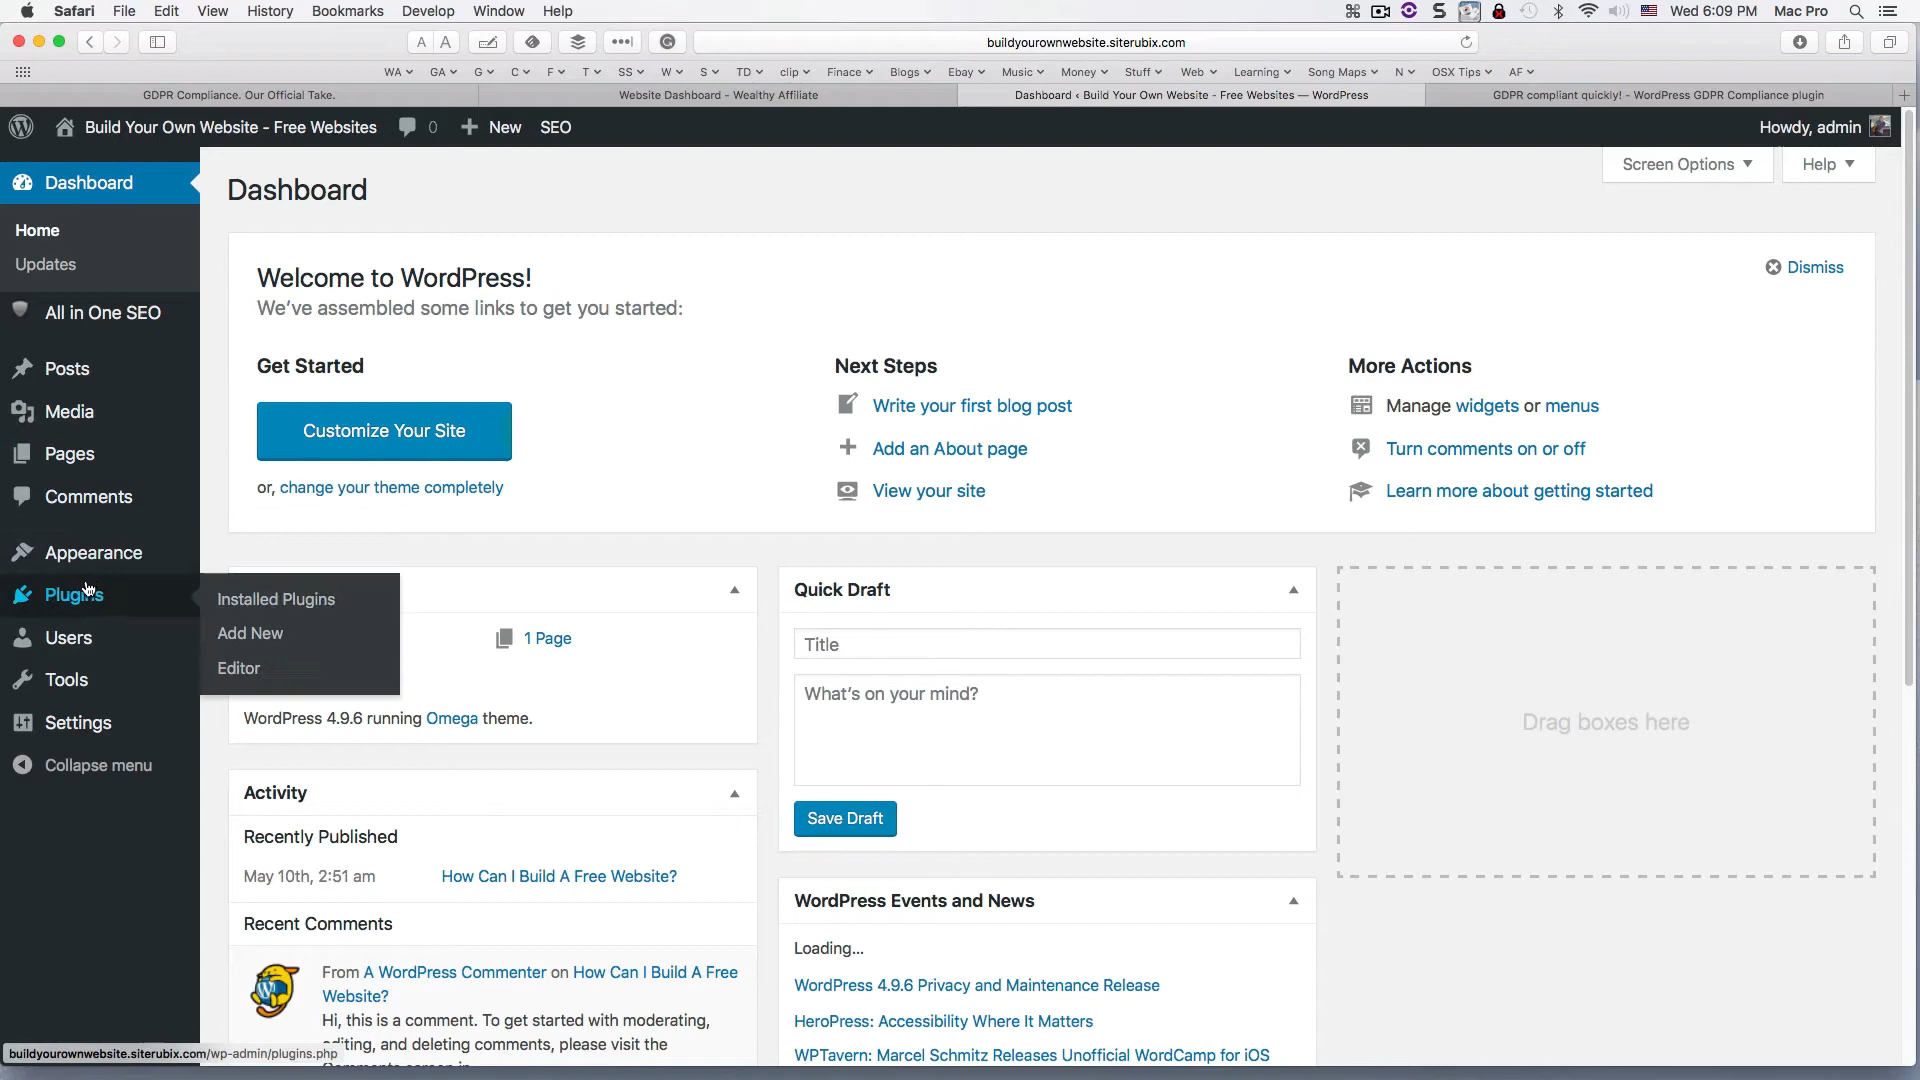 Safari File Edit View History Bookmarks Develop Window Help Wed 6:09 PM Mac Pro
A A buildyourownwebsite.siterubix.com
WA GA G C F T SS W S TD clip Finace Blogs Ebay Music Money Stuff Web Learning Song Maps N OSX Tips AF
GDPR Compliance. Our Official Take. Website Dashboard - Wealthy Affiliate Dashboard ‹ Build Your Own Website - Free Websites — WordPress GDPR compliant quickly! - WordPress GDPR Compliance plugin
Build Your Own Website - Free Websites 0 New SEO Howdy, admin
Screen Options Help
Dashboard
Home
Updates
All in One SEO
Posts
Media
Pages
Comments
Appearance
Plugins
Users
Tools
Settings
Collapse menu
Installed Plugins
Add New
Editor
Dashboard
Welcome to WordPress!
We've assembled some links to get you started:
Dismiss
Get Started
Customize Your Site
or, change your theme completely
Next Steps
Write your first blog post
Add an About page
View your site
More Actions
Manage widgets or menus
Turn comments on or off
Learn more about getting started
1 Page
WordPress 4.9.6 running Omega theme.
Activity
Recently Published
May 10th, 2:51 am How Can I Build A Free Website?
Recent Comments
From A WordPress Commenter on How Can I Build A Free
Website?
Hi, this is a comment. To get started with moderating,
editing, and deleting comments, please visit the
Quick Draft
Title
What's on your mind?
Save Draft
WordPress Events and News
Loading...
WordPress 4.9.6 Privacy and Maintenance Release
HeroPress: Accessibility Where It Matters
WPTavern: Marcel Schmitz Releases Unofficial WordCamp for iOS
Drag boxes here
buildyourownwebsite.siterubix.com/wp-admin/plugins.php